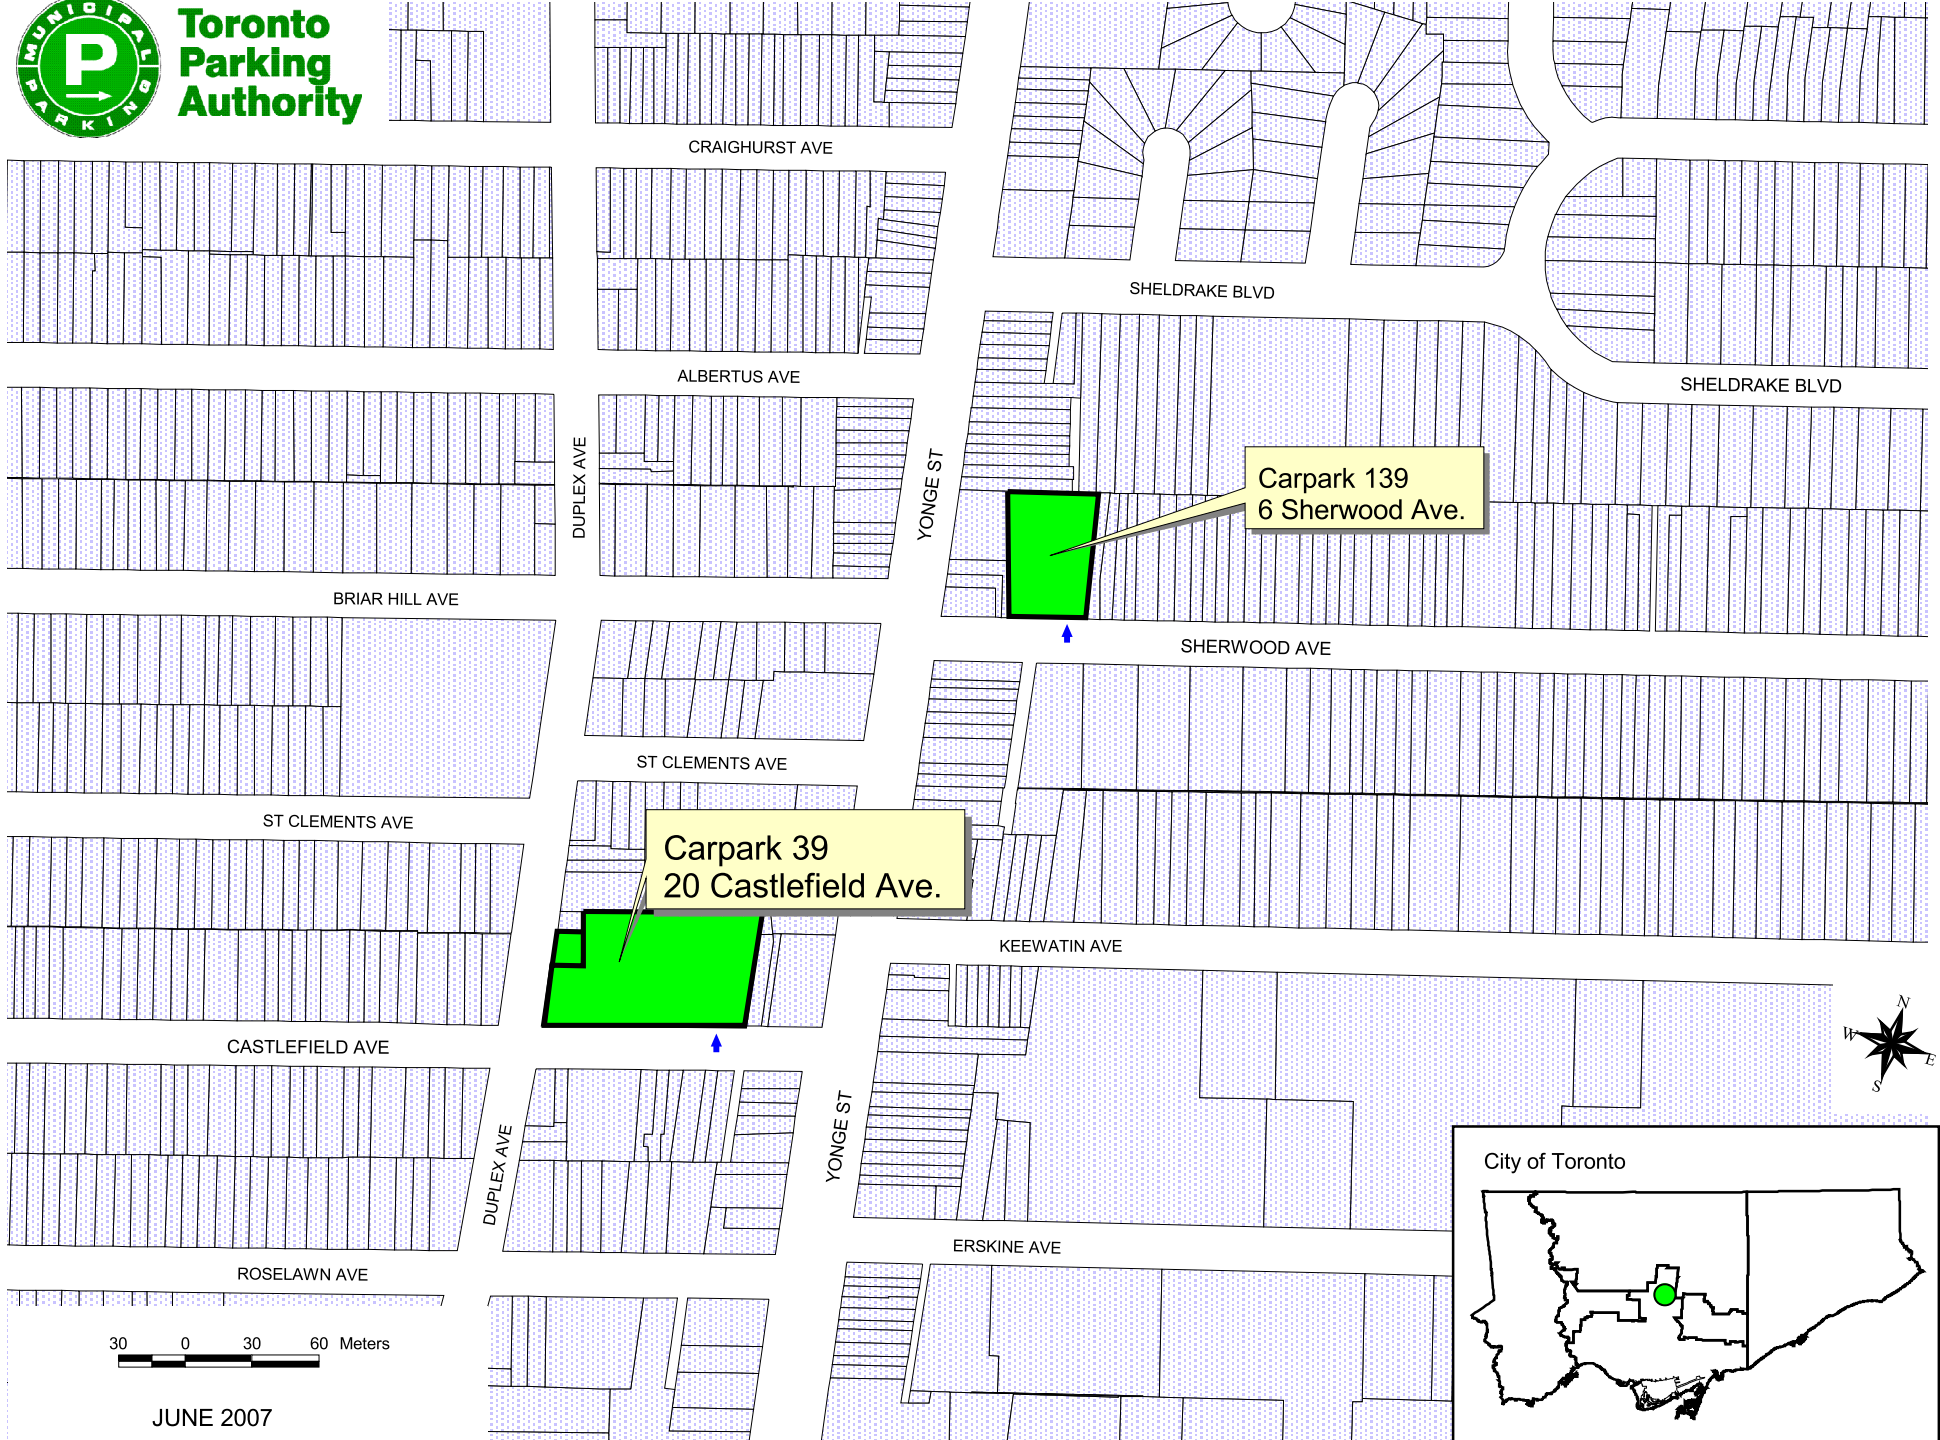 MUNICIPAL
P
PARKING
Toronto
Parking
Authority
CRAIGHURST AVE
SHELDRAKE BLVD
ALBERTUS AVE
SHELDRAKE BLVD
DUPLEX AVE
YONGE ST
Carpark 139
6 Sherwood Ave.
BRIAR HILL AVE
SHERWOOD AVE
ST CLEMENTS AVE
ST CLEMENTS AVE
Carpark 39
20 Castlefield Ave.
KEEWATIN AVE
N
W
E
S
CASTLEFIELD AVE
DUPLEX AVE
YONGE ST
City of Toronto
ERSKINE AVE
ROSELAWN AVE
30 0 30 60 Meters
JUNE 2007